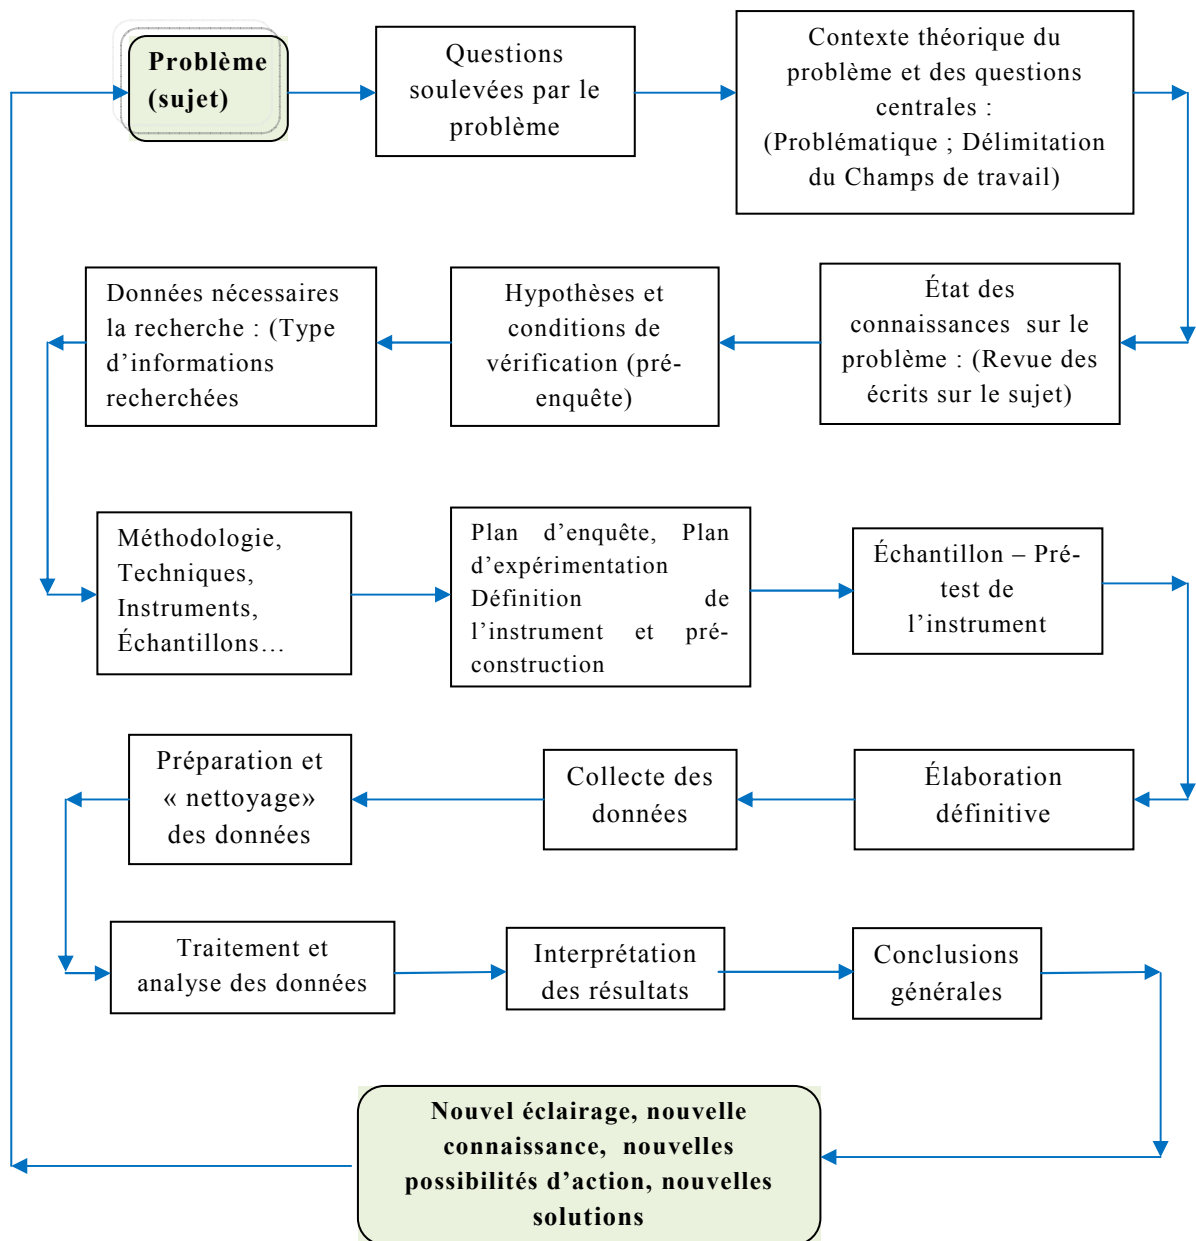 Problème
(sujet)
Questions
soulevées par le
problème
Contexte théorique du
problème et des questions
centrales :
(Problématique ; Délimitation
du Champs de travail)
Données nécessaires
la recherche : (Type
d’informations
recherchées
Hypothèses et
conditions de
vérification (pré-
enquête)
État des
connaissances sur le
problème : (Revue des
écrits sur le sujet)
Méthodologie,
Techniques,
Instruments,
Échantillons…
Plan d’enquête, Plan
d’expérimentation
Définition de
l’instrument et pré-
construction
Échantillon – Pré-
test de
l’instrument
Préparation et
« nettoyage»
des données
Collecte des
données
Élaboration
définitive
Traitement et
analyse des données
Interprétation
des résultats
Conclusions
générales
Nouvel éclairage, nouvelle
connaissance, nouvelles
possibilités d’action, nouvelles
solutions